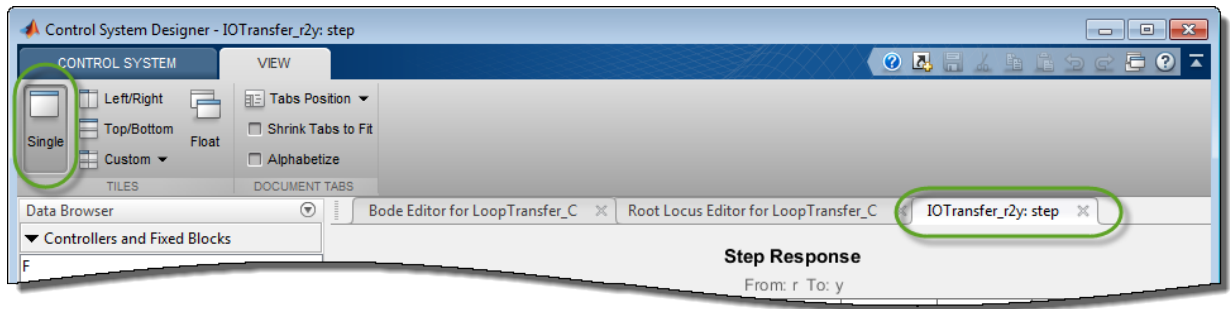 Control System Designer - IOTransfer_r2y: step
CONTROL SYSTEM VIEW
Left/Right Tabs Position
Single Top/Bottom Float Shrink Tabs to Fit
Custom Alphabetize
TILES DOCUMENT TABS
Data Browser Bode Editor for LoopTransfer_C Root Locus Editor for LoopTransfer_C IOTransfer_r2y: step
Controllers and Fixed Blocks
F
Step Response
From: r To: y